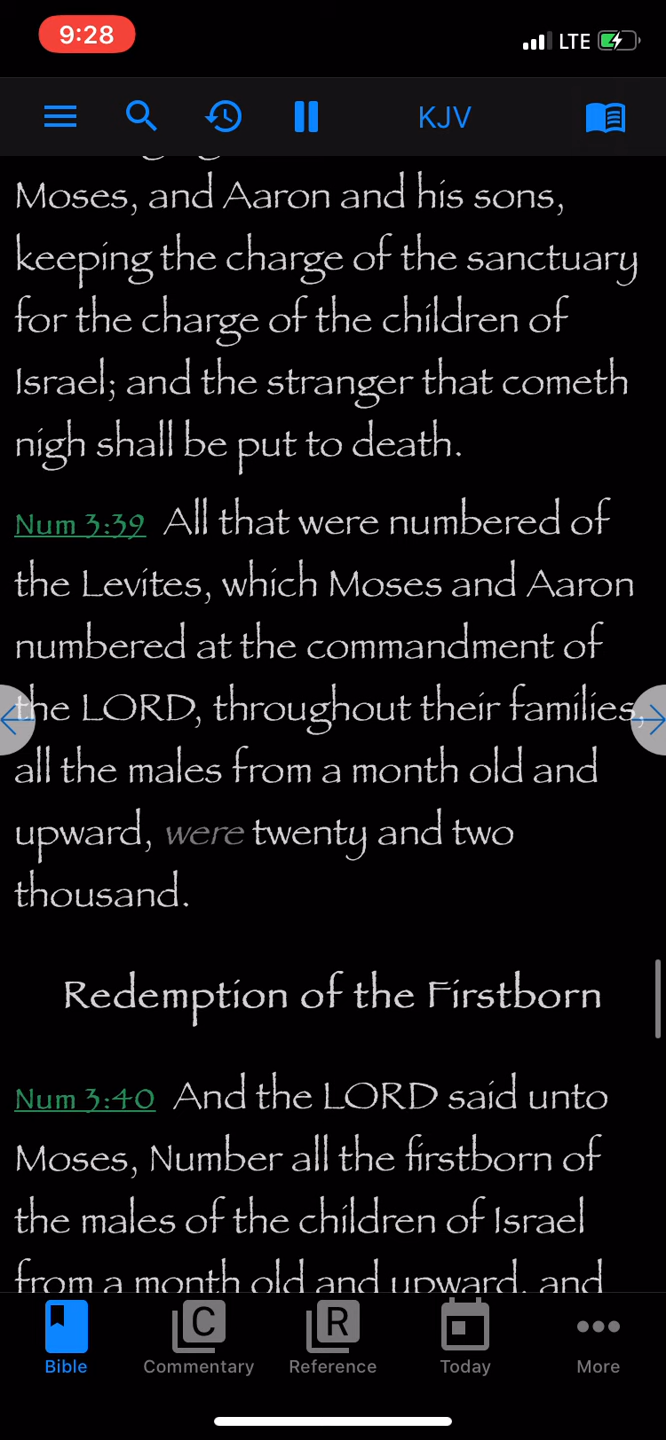 9:28
LTE
KJV
Moses, and Aaron and his sons,
keeping the charge of the sanctuary
for the charge of the children of
Israel; and the stranger that cometh
nigh shall be put to death.
Num 3:39 All that were numbered of
the Levites, which Moses and Aaron
numbered at the commandment of
the LORD, throughout their families,
all the males from a month old and
upward, were twenty and two
thousand.
Redemption of the Firstborn
Num 3:40 And the LORD said unto
Moses, Number all the firstborn of
the males of the children of Israel
from a month old and upward, and
C
R
Bible
Commentary
Reference
Today
More